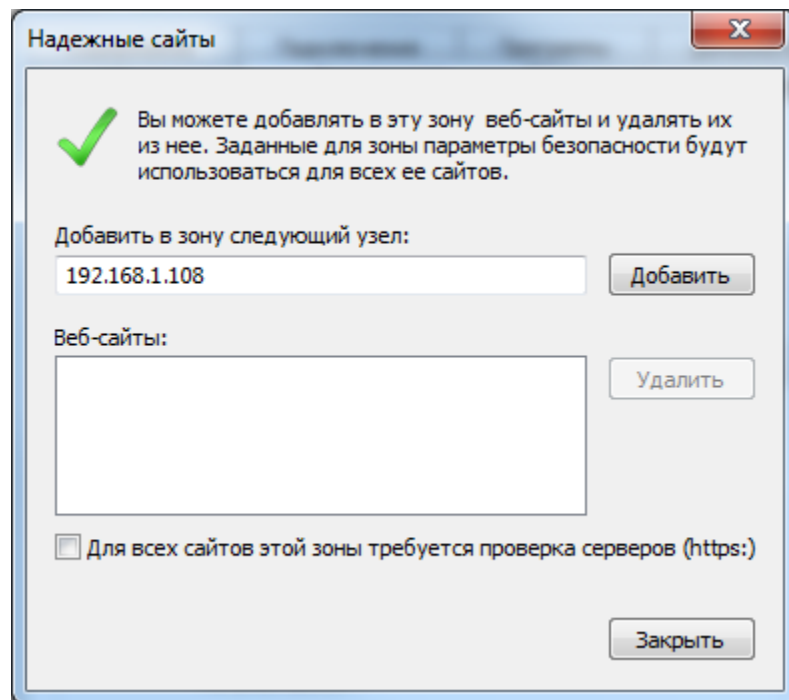 Надежные сайты
Вы можете добавлять в эту зону веб-сайты и удалять их
из нее. Заданные для зоны параметры безопасности будут
использоваться для всех ее сайтов.
Добавить в зону следующий узел:
192.168.1.108
Добавить
Веб-сайты:
Удалить
Для всех сайтов этой зоны требуется проверка серверов (https:)
Закрыть